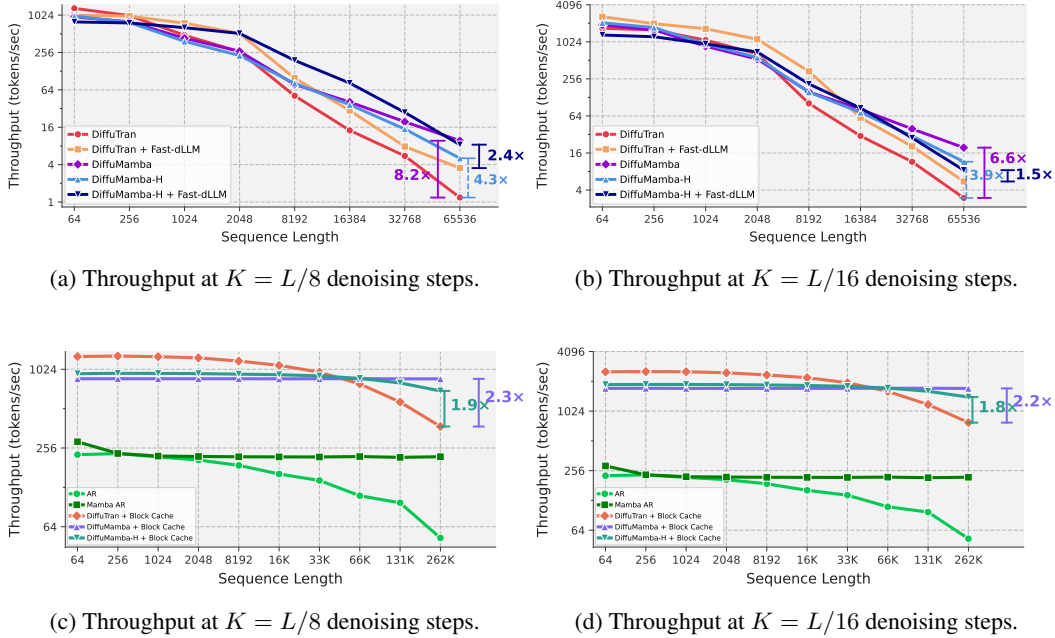 Throughput (tokens/sec)
1024
256
64
16
4
1
DiffuTran
DiffuTran + Fast-dLLM
DiffuMamba
DiffuMamba-H
DiffuMamba-H + Fast-dLLM
8.2×
4.3×
2.4×
64 256 1024 2048 8192 16384 32768 65536
Sequence Length
(a) Throughput at K = L/8 denoising steps.
Throughput (tokens/sec)
4096
1024
256
64
16
4
DiffuTran
DiffuTran + Fast-dLLM
DiffuMamba
DiffuMamba-H
DiffuMamba-H + Fast-dLLM
6.6×
3.9×
1.5×
64 256 1024 2048 8192 16384 32768 65536
Sequence Length
(b) Throughput at K = L/16 denoising steps.
Throughput (tokens/sec)
1024
256
64
AR
Mamba AR
DiffuTran + Block Cache
DiffuMamba + Block Cache
DiffuMamba-H + Block Cache
1.9×
2.3×
64 256 1024 2048 8192 16K 33K 66K 131K 262K
Sequence Length
(c) Throughput at K = L/8 denoising steps.
Throughput (tokens/sec)
4096
1024
256
64
AR
Mamba AR
DiffuTran + Block Cache
DiffuMamba + Block Cache
DiffuMamba-H + Block Cache
1.8×
2.2×
64 256 1024 2048 8192 16K 33K 66K 131K 262K
Sequence Length
(d) Throughput at K = L/16 denoising steps.